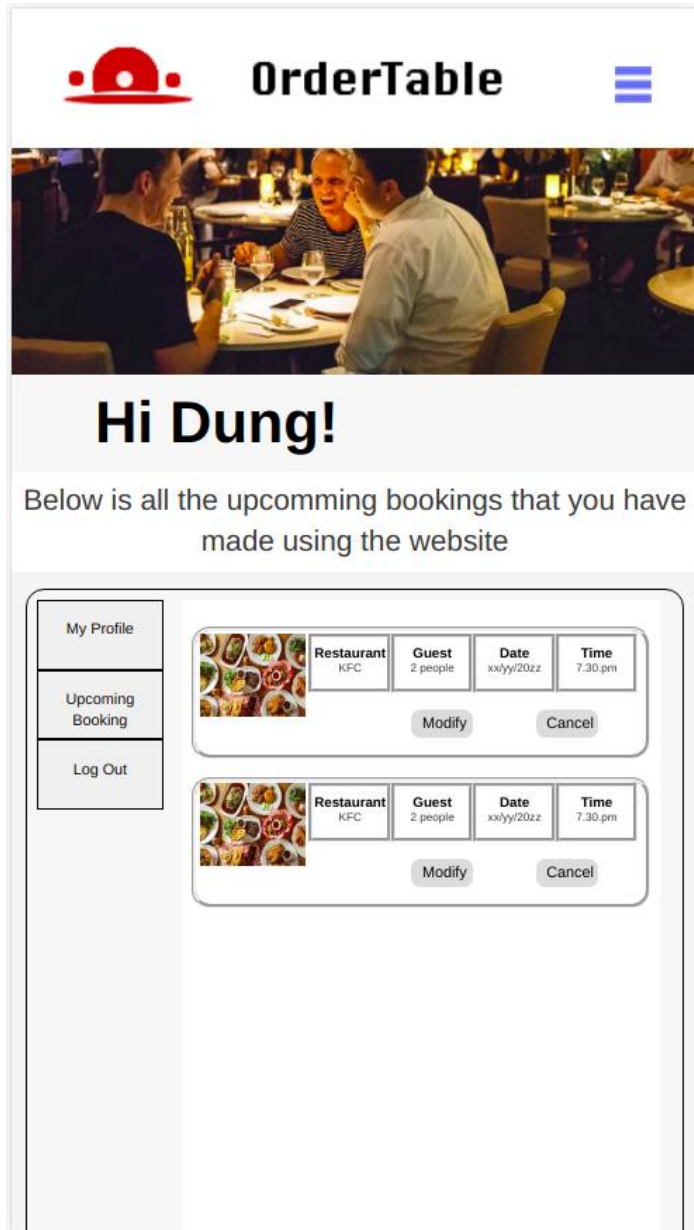 OrderTable
Hi Dung!
Below is all the upcomming bookings that you have
made using the website
My Profile
Upcoming
Booking
Log Out
Restaurant Guest Date Time
KFC 2 people xx/yy/20zz 7.30.pm
Modify Cancel
Restaurant Guest Date Time
KFC 2 people xx/yy/20zz 7.30.pm
Modify Cancel